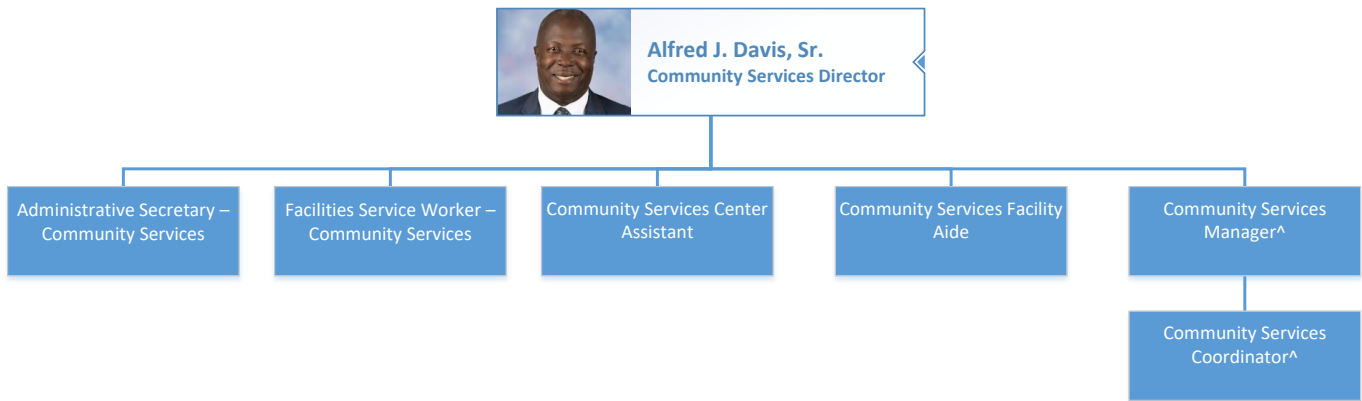 Alfred J. Davis, Sr.
Community Services Director
Administrative Secretary –
Community Services
Facilities Service Worker –
Community Services
Community Services Center
Assistant
Community Services Facility
Aide
Community Services
Manager^
Community Services
Coordinator^